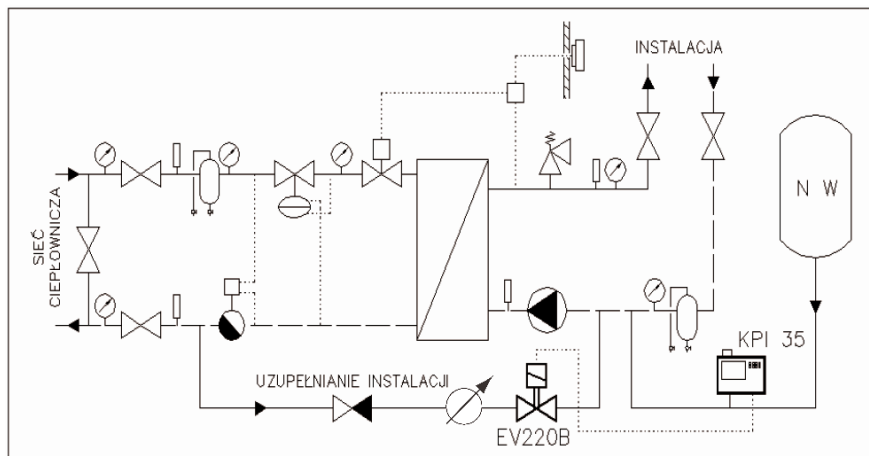 INSTALACJA
N W
SIEĆ
CIEPŁOWNICZA
KPI 35
UZUPEŁNIANIE INSTALACJI
EV220B